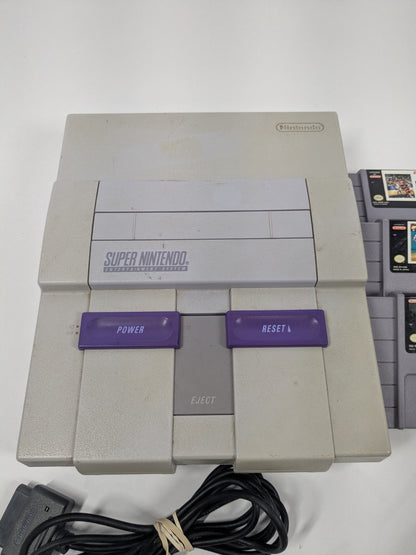 Nintendo
SUPER NINTENDO
ENTERTAINMENT SYSTEM
POWER
RESET
EJECT